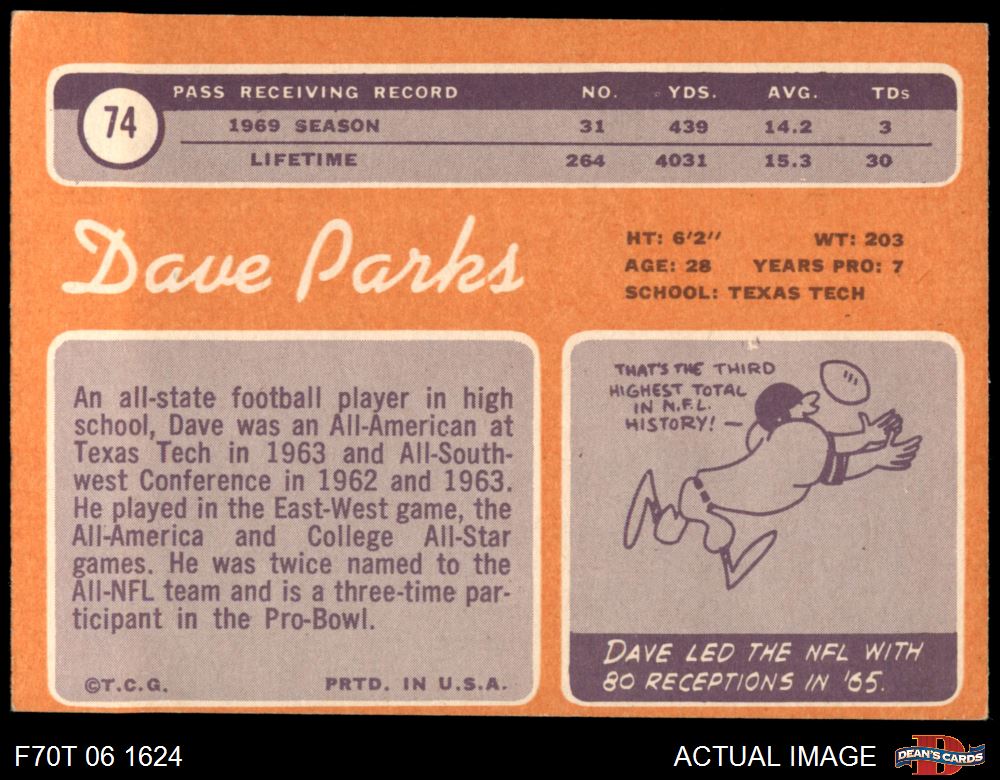 74
PASS RECEIVING RECORD NO. YDS. AVG. TDs
1969 SEASON 31 439 14.2 3
LIFETIME 264 4031 15.3 30
Dave Parks
HT: 6'2" WT: 203
AGE: 28 YEARS PRO: 7
SCHOOL: TEXAS TECH
An all-state football player in high
school, Dave was an All-American at
Texas Tech in 1963 and All-South-
west Conference in 1962 and 1963.
He played in the East-West game, the
All-America and College All-Star
games. He was twice named to the
All-NFL team and is a three-time par-
ticipant in the Pro-Bowl.
©T.C.G. PRTD. IN U.S.A.
THAT'S THE THIRD
HIGHEST TOTAL
IN N.F.L.
HISTORY! —
DAVE LED THE NFL WITH
80 RECEPTIONS IN '65.
F70T 06 1624 ACTUAL IMAGE
D
DEAN'S CARDS